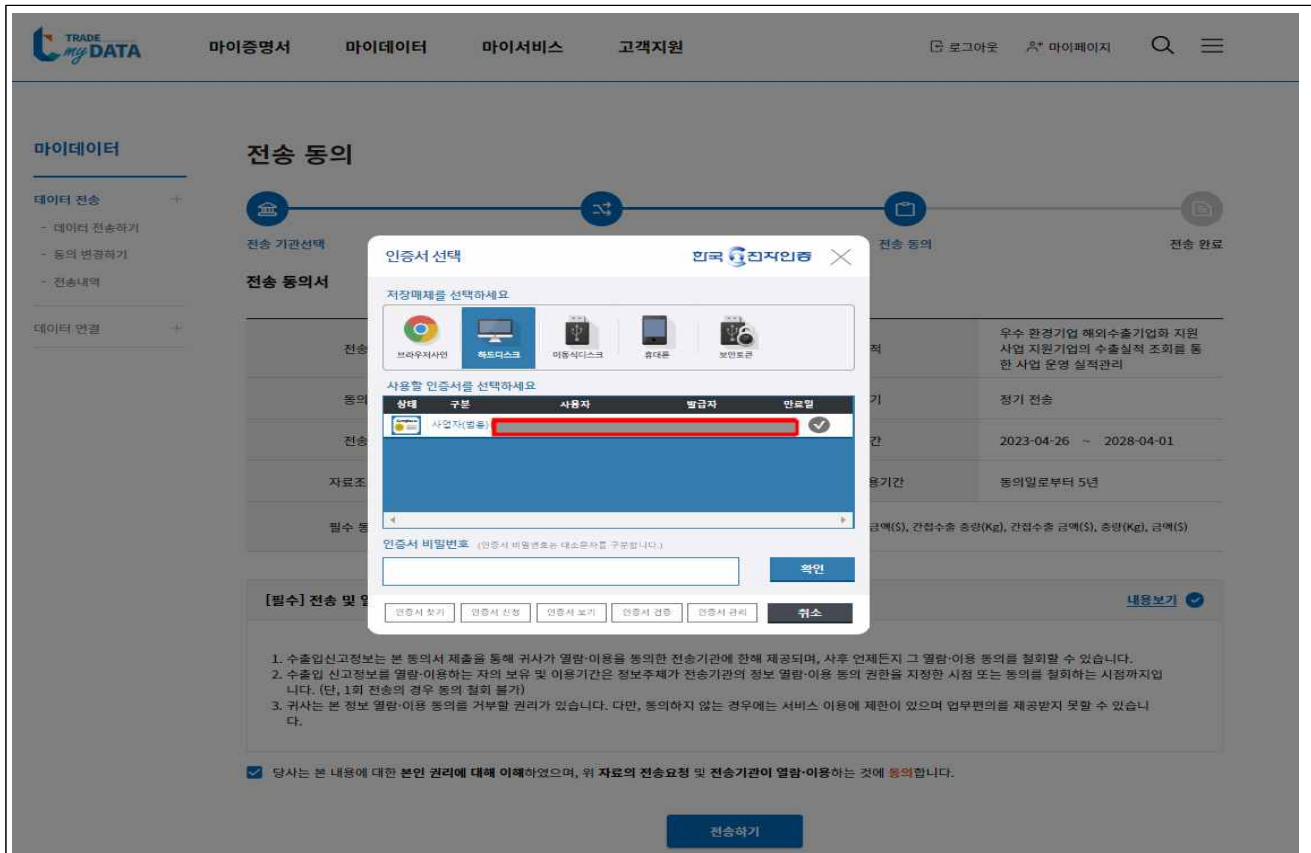 TRADE
my DATA
마이증명서 마이데이터 마이서비스 고객지원
로그아웃 마이페이지
마이데이터
데이터 전송
- 데이터 전송하기
- 동의 변경하기
- 전송내역
데이터 연결
전송 동의
전송 기관선택
전송 동의
전송 완료
전송 동의서
전송
적
우수 환경기업 해외수출기업화 지원
사업 지원기업의 수출실적 조회를 통
한 사업 운영 실적관리
동의
기
정기 전송
전송
간
2023-04-26 ~ 2028-04-01
자료조
용기간
동의일로부터 5년
필수 동
금액($), 간접수출 중량(Kg), 간접수출 금액($), 중량(Kg), 금액($)
인증서 선택
한국전자인증
저장매체를 선택하세요
브라우저사인 하드디스크 이동식디스크 휴대폰 보안토큰
사용할 인증서를 선택하세요
상태 구분 사용자 발급자 만료일
사업자(범용)
인증서 비밀번호 (인증서 비밀번호는 대소문자를 구분합니다.)
확인
인증서 찾기 인증서 신청 인증서 보기 인증서 검증 인증서 관리 취소
[필수] 전송 및 열
내용보기
1. 수출입신고정보는 본 동의서 제출을 통해 귀사가 열람·이용을 동의한 전송기관에 한해 제공되며, 사후 언제든지 그 열람·이용 동의를 철회할 수 있습니다.
2. 수출입 신고정보를 열람·이용하는 자의 보유 및 이용기간은 정보주체가 전송기관의 정보 열람·이용 동의 권한을 지정한 시점 또는 동의를 철회하는 시점까지입
니다. (단, 1회 전송의 경우 동의 철회 불가)
3. 귀사는 본 정보 열람·이용 동의를 거부할 권리가 있습니다. 다만, 동의하지 않는 경우에는 서비스 이용에 제한이 있으며 업무편의를 제공받지 못할 수 있습니
다.
당사는 본 내용에 대한 본인 권리에 대해 이해하였으며, 위 자료의 전송요청 및 전송기관이 열람·이용하는 것에 동의합니다.
전송하기